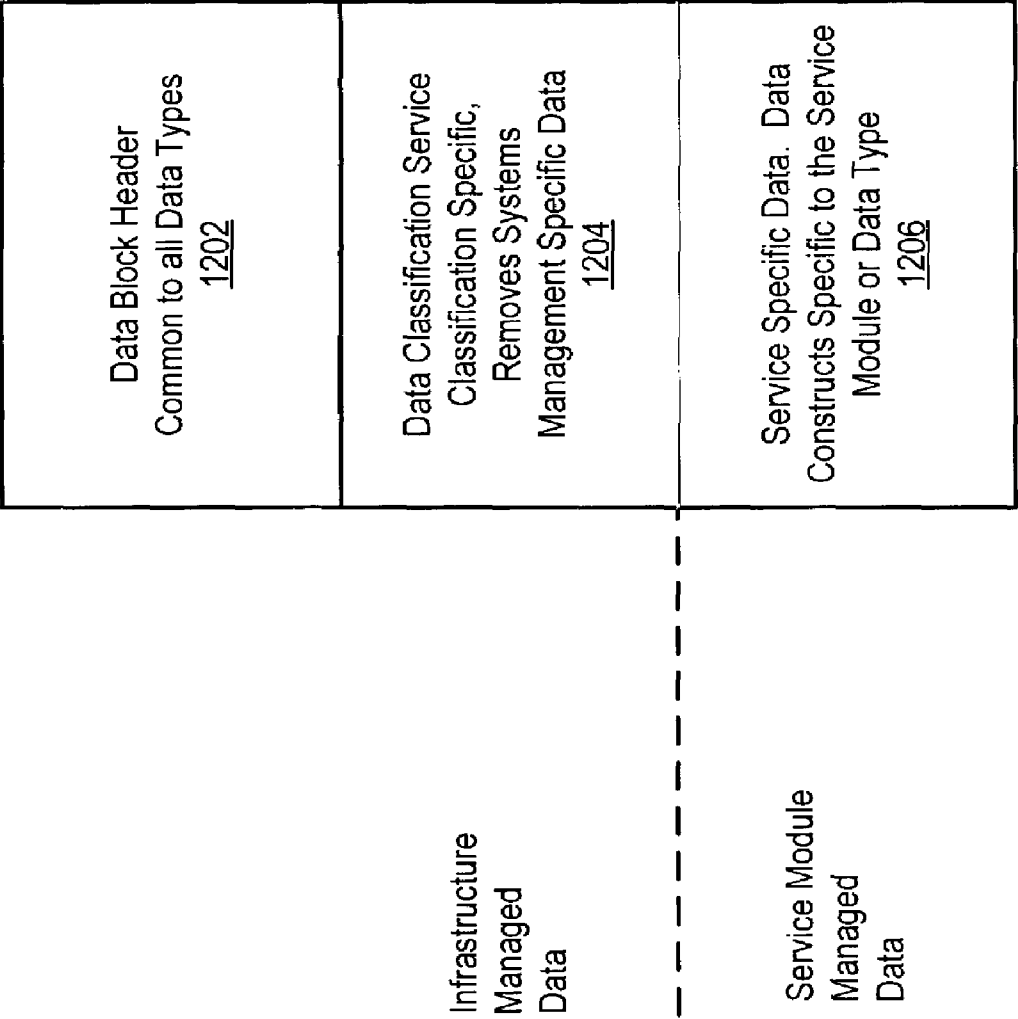 Data Block Header
Common to all Data Types
1202
Data Classification Service
Classification Specific,
Removes Systems
Management Specific Data
1204
Service Specific Data. Data
Constructs Specific to the Service
Module or Data Type
1206
Infrastructure
Managed
Data
Service Module
Managed
Data